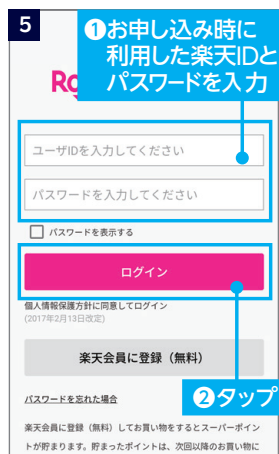 5
❶お申し込み時に
利用した楽天IDと
パスワードを入力
ユーザIDを入力してください
パスワードを入力してください
パスワードを表示する
ログイン
個人情報保護方針に同意してログイン
(2017年2月13日改定)
楽天会員に登録（無料）
❷タップ
パスワードを忘れた場合
楽天会員に登録（無料）してお買い物をするとスーパーポイン
トが貯まります。貯まったポイントは、次回以降のお買い物に